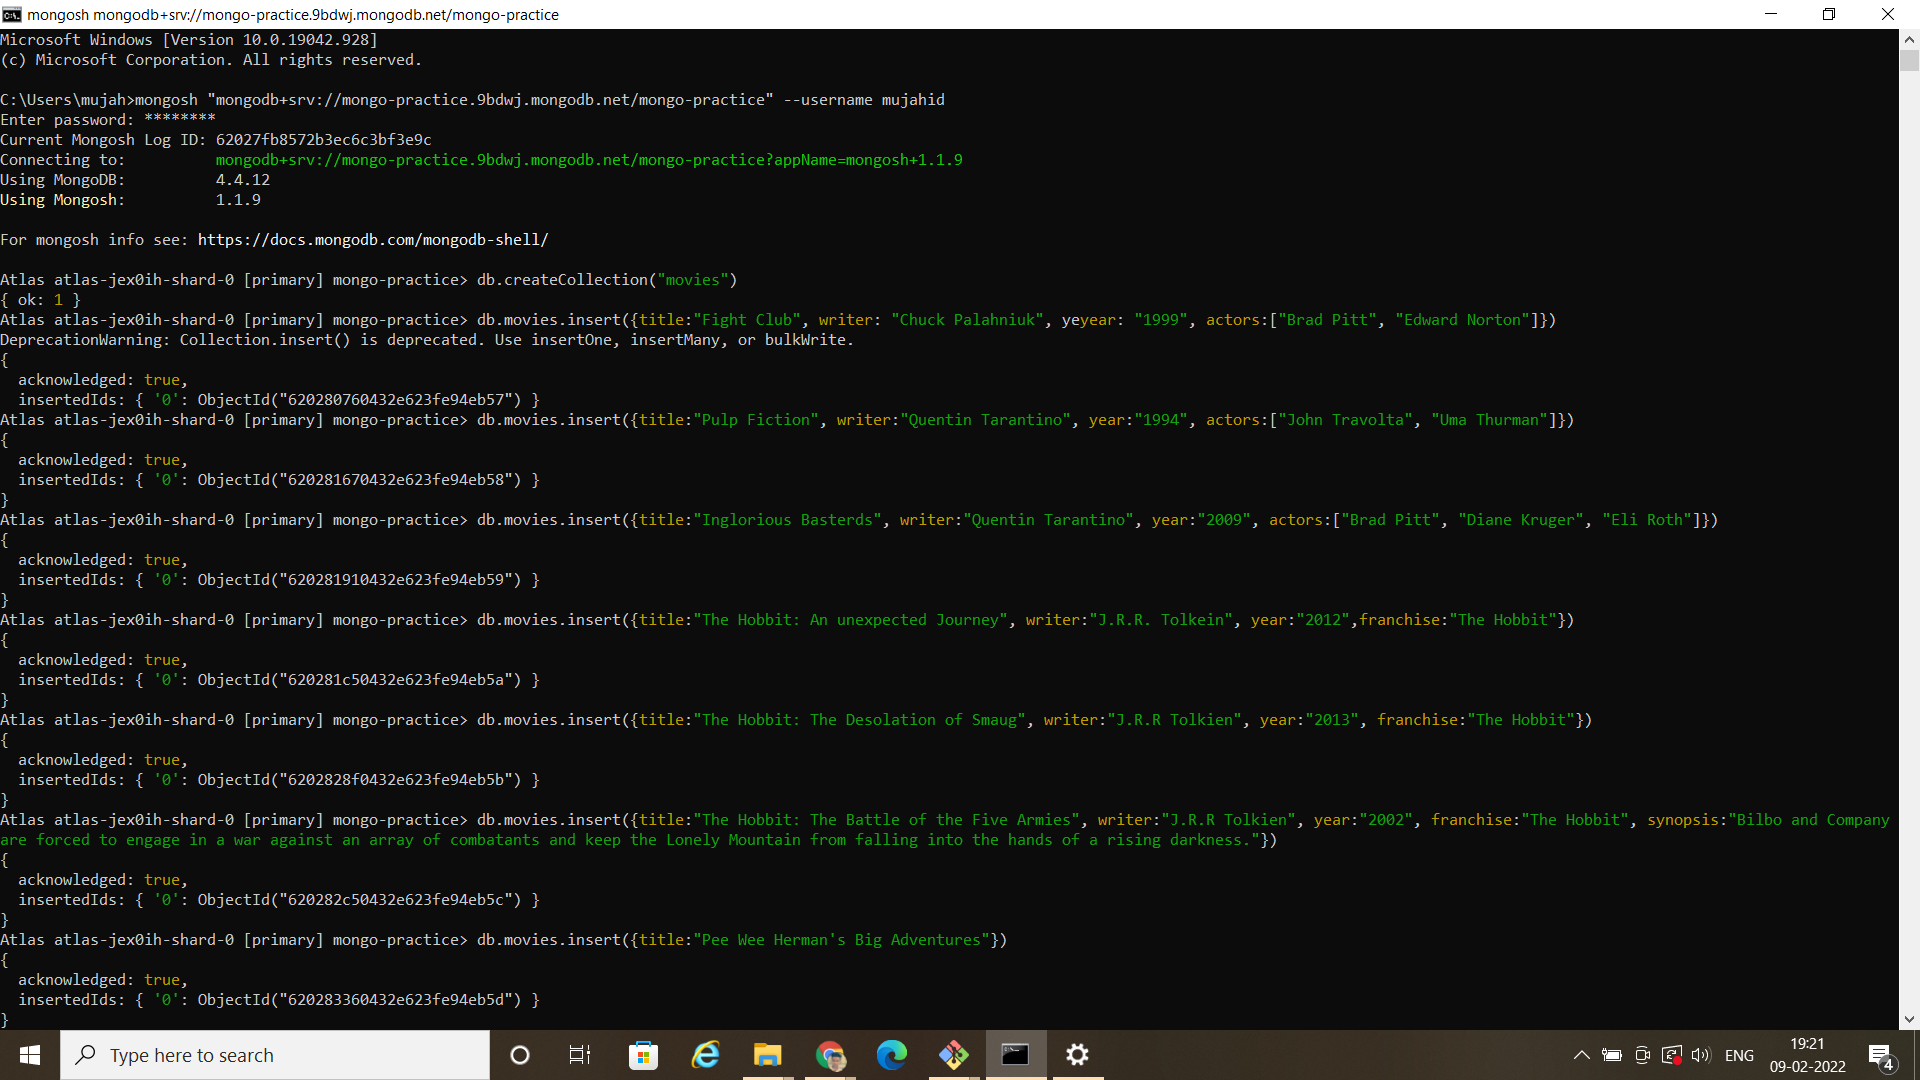 mongosh mongodb+srv://mongo-practice.9bdwj.mongodb.net/mongo-practice
Microsoft Windows [Version 10.0.19042.928]
(c) Microsoft Corporation. All rights reserved.
C:\Users\mujah>mongosh "mongodb+srv://mongo-practice.9bdwj.mongodb.net/mongo-practice" --username mujahid
Enter password: ********
Current Mongosh Log ID: 62027fb8572b3ec6c3bf3e9c
Connecting to: mongodb+srv://mongo-practice.9bdwj.mongodb.net/mongo-practice?appName=mongosh+1.1.9
Using MongoDB: 4.4.12
Using Mongosh: 1.1.9
For mongosh info see: https://docs.mongodb.com/mongodb-shell/
Atlas atlas-jex0ih-shard-0 [primary] mongo-practice> db.createCollection("movies")
{ ok: 1 }
Atlas atlas-jex0ih-shard-0 [primary] mongo-practice> db.movies.insert({title:"Fight Club", writer: "Chuck Palahniuk", yeyear: "1999", actors:["Brad Pitt", "Edward Norton"]})
DeprecationWarning: Collection.insert() is deprecated. Use insertOne, insertMany, or bulkWrite.
{
acknowledged: true,
insertedIds: { '0': ObjectId("620280760432e623fe94eb57") }
Atlas atlas-jex0ih-shard-0 [primary] mongo-practice> db.movies.insert({title:"Pulp Fiction", writer:"Quentin Tarantino", year:"1994", actors:["John Travolta", "Uma Thurman"]})
{
acknowledged: true,
insertedIds: { '0': ObjectId("620281670432e623fe94eb58") }
}
Atlas atlas-jex0ih-shard-0 [primary] mongo-practice> db.movies.insert({title:"Inglorious Basterds", writer:"Quentin Tarantino", year:"2009", actors:["Brad Pitt", "Diane Kruger", "Eli Roth"]})
{
acknowledged: true,
insertedIds: { '0': ObjectId("620281910432e623fe94eb59") }
}
Atlas atlas-jex0ih-shard-0 [primary] mongo-practice> db.movies.insert({title:"The Hobbit: An unexpected Journey", writer:"J.R.R. Tolkein", year:"2012",franchise:"The Hobbit"})
{
acknowledged: true,
insertedIds: { '0': ObjectId("620281c50432e623fe94eb5a") }
}
Atlas atlas-jex0ih-shard-0 [primary] mongo-practice> db.movies.insert({title:"The Hobbit: The Desolation of Smaug", writer:"J.R.R Tolkien", year:"2013", franchise:"The Hobbit"})
{
acknowledged: true,
insertedIds: { '0': ObjectId("6202828f0432e623fe94eb5b") }
}
Atlas atlas-jex0ih-shard-0 [primary] mongo-practice> db.movies.insert({title:"The Hobbit: The Battle of the Five Armies", writer:"J.R.R Tolkien", year:"2002", franchise:"The Hobbit", synopsis:"Bilbo and Company
are forced to engage in a war against an array of combatants and keep the Lonely Mountain from falling into the hands of a rising darkness."})
{
acknowledged: true,
insertedIds: { '0': ObjectId("620282c50432e623fe94eb5c") }
}
Atlas atlas-jex0ih-shard-0 [primary] mongo-practice> db.movies.insert({title:"Pee Wee Herman's Big Adventures"})
{
acknowledged: true,
insertedIds: { '0': ObjectId("620283360432e623fe94eb5d") }
}
Type here to search
ENG
19:21
09-02-2022
4